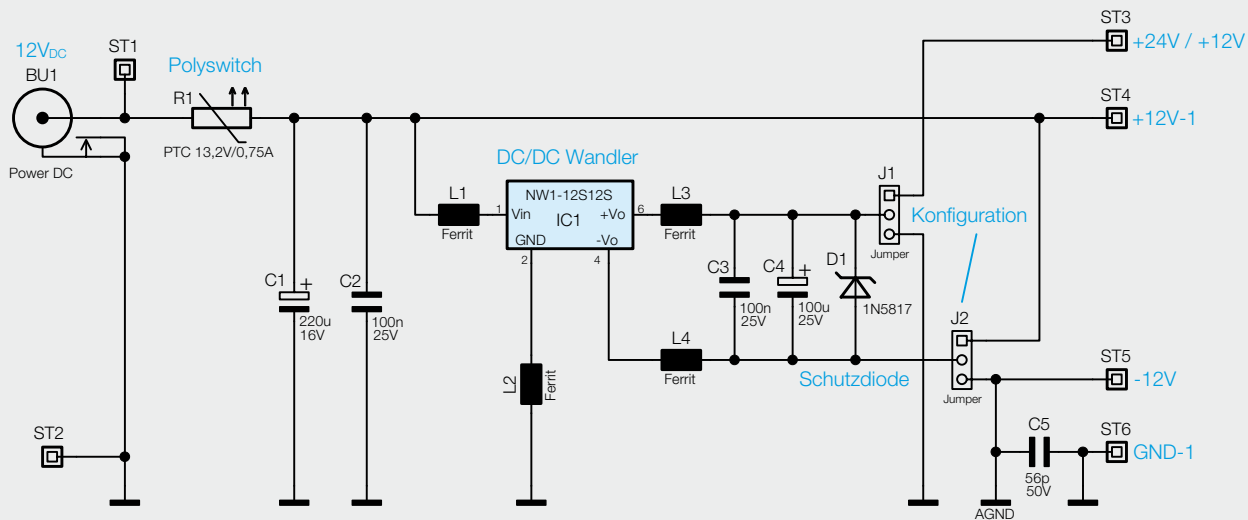 12VDC
BU1
Power DC
ST1
Polyswitch
R1
PTC 13,2V/0,75A
ST3
+24V / +12V
ST4
+12V-1
DC/DC Wandler
NW1-12S12S
IC1
Vin
GND
+Vo
-Vo
1
2
6
4
L1
Ferrit
L3
Ferrit
J1
Jumper
Konfiguration
C1
+
220u
16V
C2
100n
25V
C3
100n
25V
C4
+
100u
25V
D1
1N5817
L2
Ferrit
L4
Ferrit
Schutzdiode
J2
Jumper
ST5
-12V
ST2
C5
56p
50V
ST6
GND-1
AGND